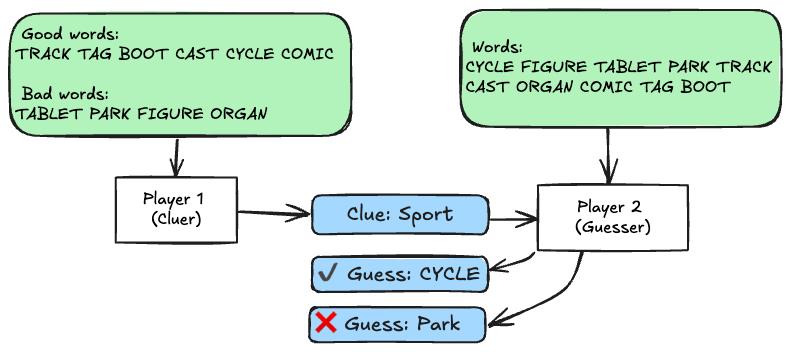 Good words:
TRACK TAG BOOT CAST CYCLE COMIC
Bad words:
TABLET PARK FIGURE ORGAN
Words:
CYCLE FIGURE TABLET PARK TRACK
CAST ORGAN COMIC TAG BOOT
Player 1
(Cluer)
Clue: Sport
Player 2
(Guesser)
✔ Guess: CYCLE
❌ Guess: Park